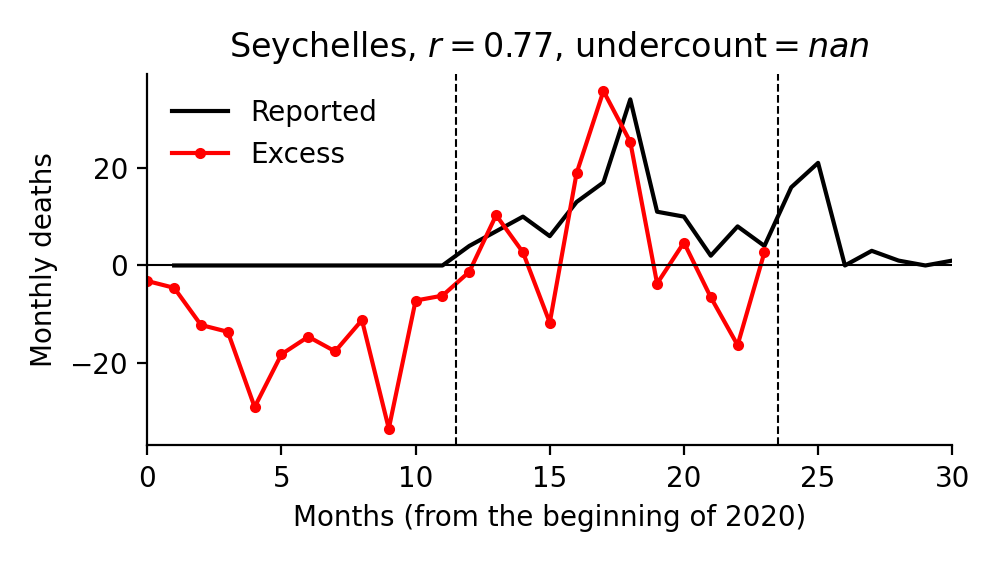 Seychelles, r = 0.77, undercount = nan
Reported
Excess
Monthly deaths
20
0
−20
0 5 10 15 20 25 30
Months (from the beginning of 2020)